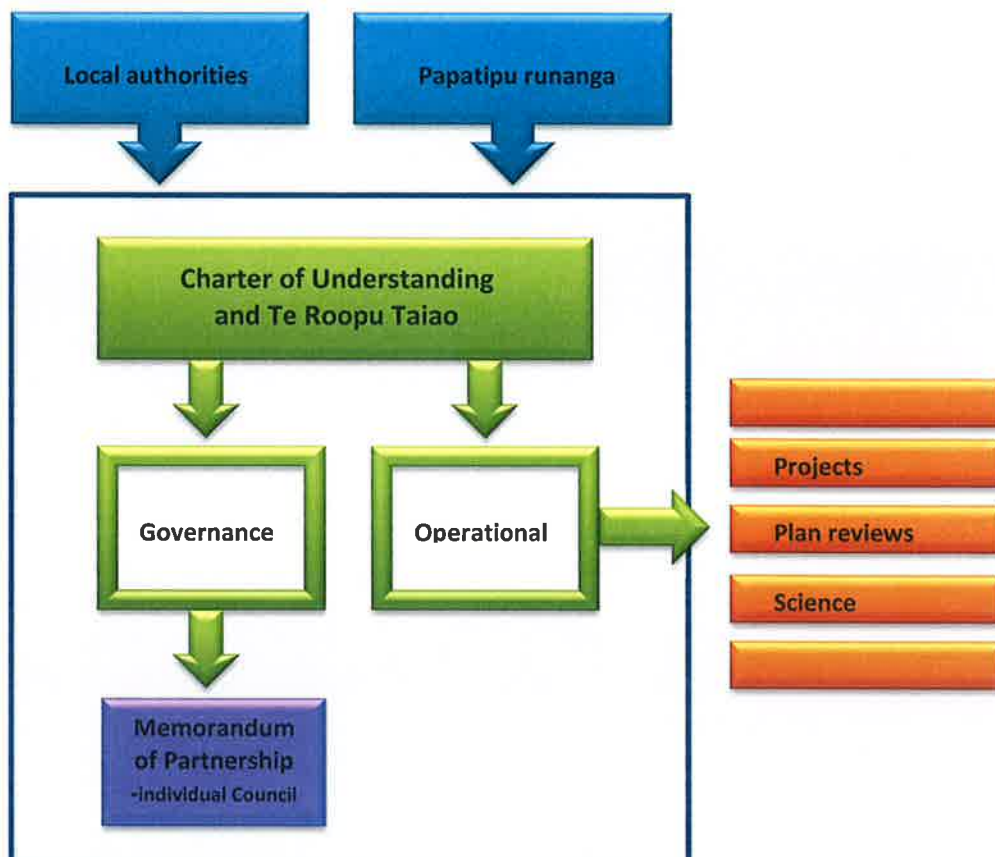 Local authorities
Papatipu runanga
Charter of Understanding
and Te Roopu Taiao
Governance
Operational
Projects
Plan reviews
Science
Memorandum
of Partnership
-individual Council